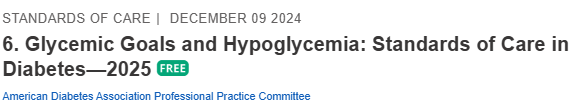 STANDARDS OF CARE | DECEMBER 09 2024
6. Glycemic Goals and Hypoglycemia: Standards of Care in
Diabetes—2025 FREE
American Diabetes Association Professional Practice Committee